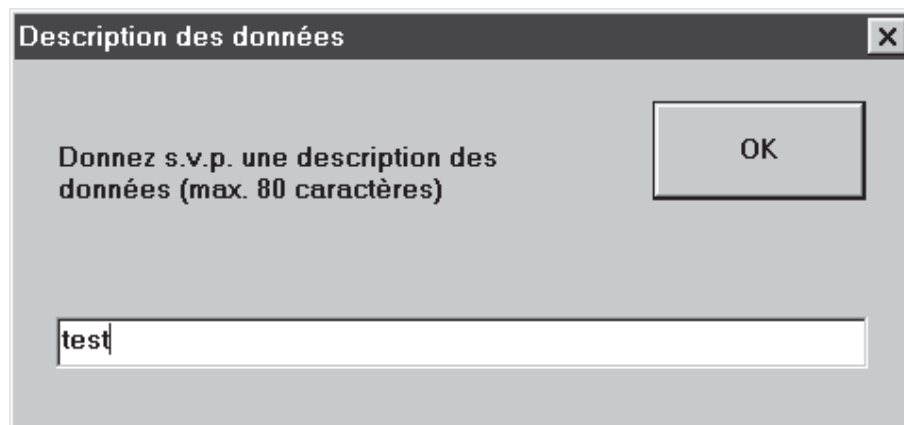 Description des données
Donnez s.v.p. une description des
données (max. 80 caractères)
OK
test